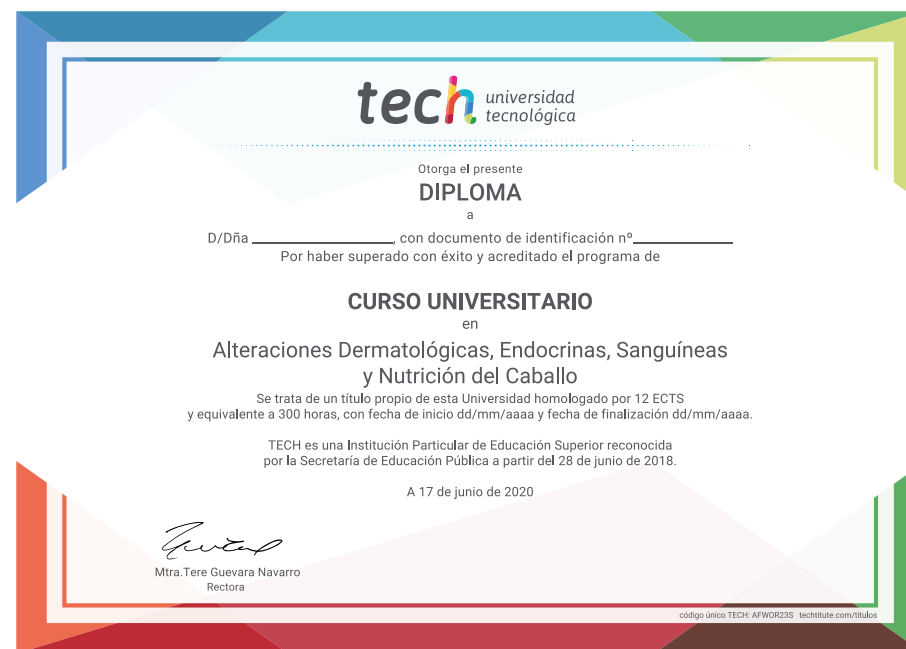 tech universidad
tecnológica
Otorga el presente
DIPLOMA
a
D/Dña ____________________, con documento de identificación nº______________
Por haber superado con éxito y acreditado el programa de
CURSO UNIVERSITARIO
en
Alteraciones Dermatológicas, Endocrinas, Sanguíneas
y Nutrición del Caballo
Se trata de un título propio de esta Universidad homologado por 12 ECTS
y equivalente a 300 horas, con fecha de inicio dd/mm/aaaa y fecha de finalización dd/mm/aaaa.
TECH es una Institución Particular de Educación Superior reconocida
por la Secretaría de Educación Pública a partir del 28 de junio de 2018.
A 17 de junio de 2020
Mtra.Tere Guevara Navarro
Rectora
código único TECH: AFWOR23S techtitute.com/titulos